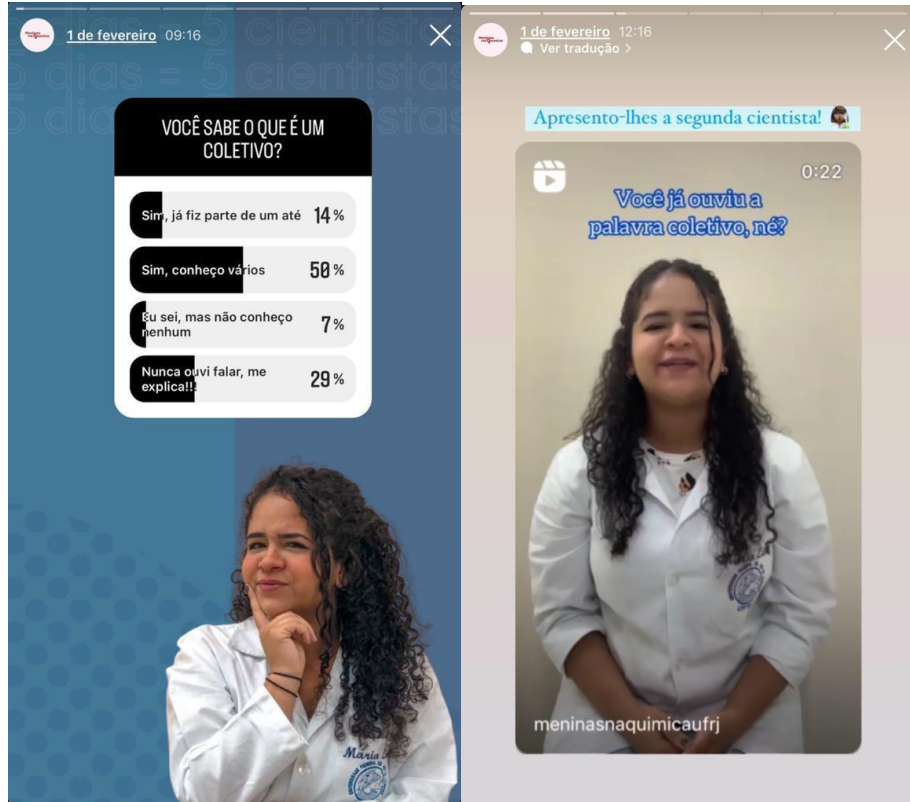 1 de fevereiro 09:16
5 dias = 5 cientistas
VOCÊ SABE O QUE É UM
COLETIVO?
Sim, já fiz parte de um até 14%
Sim, conheço vários 50%
Eu sei, mas não conheço
nenhum 7%
Nunca ouvi falar, me
explica!!! 29%
Maria
1 de fevereiro 12:16
Ver tradução >
Apresento-lhes a segunda cientista!
0:22
Você já ouviu a
palavra coletivo, né?
meninasnaquimicaufrj